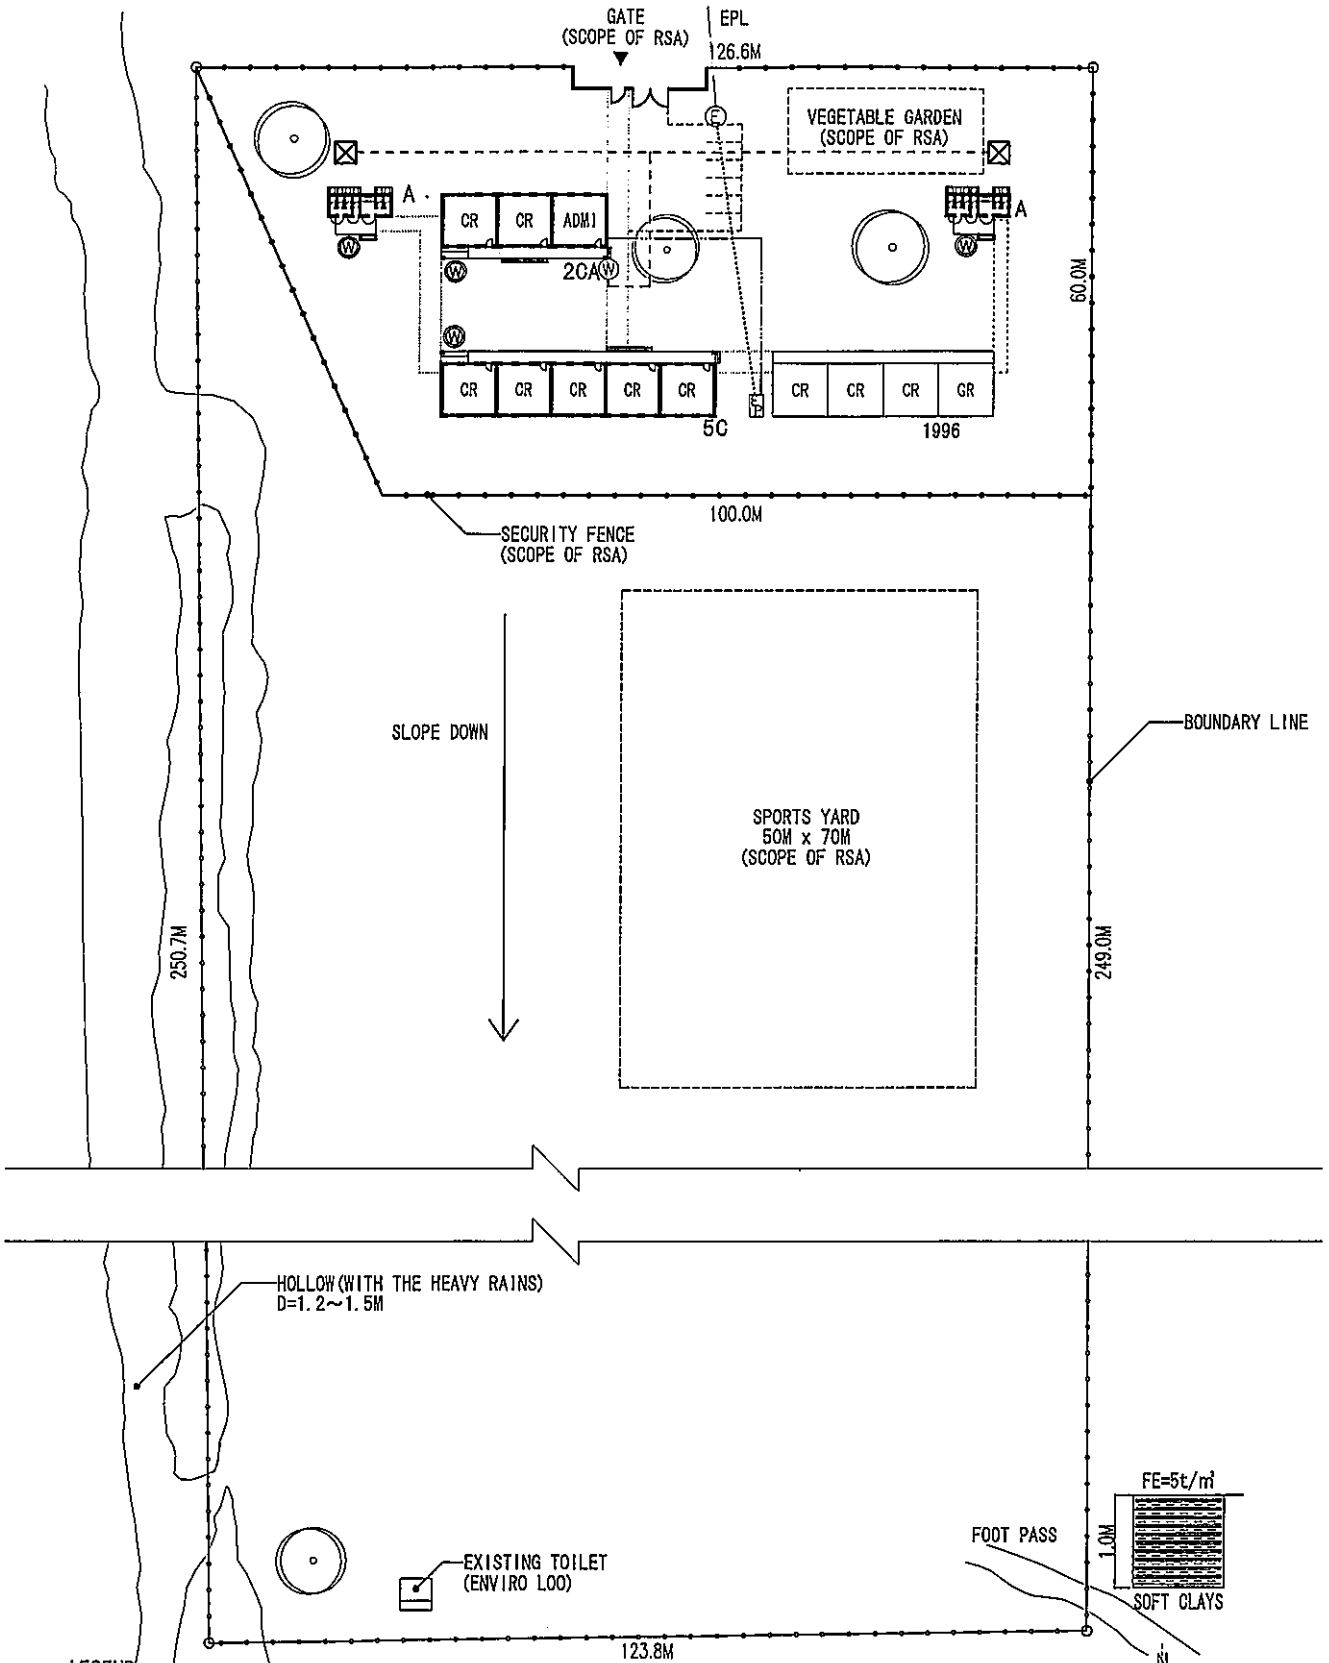 GATE
(SCOPE OF RSA)
EPL
126.6M
VEGETABLE GARDEN
(SCOPE OF RSA)
E
A
A
CR CR ADMI
W
W
W
W
W
2CA
60.0M
CR CR CR CR CR
CR CR CR GR
5C
1996
100.0M
SECURITY FENCE
(SCOPE OF RSA)
SLOPE DOWN
BOUNDARY LINE
SPORTS YARD
50M x 70M
(SCOPE OF RSA)
250.7M
249.0M
HOLLOW(WITH THE HEAVY RAINS)
D=1.2~1.5M
FE=5t/㎡
1.0M
SOFT CLAYS
FOOT PASS
EXISTING TOILET
(ENVIRO LOO)
123.8M